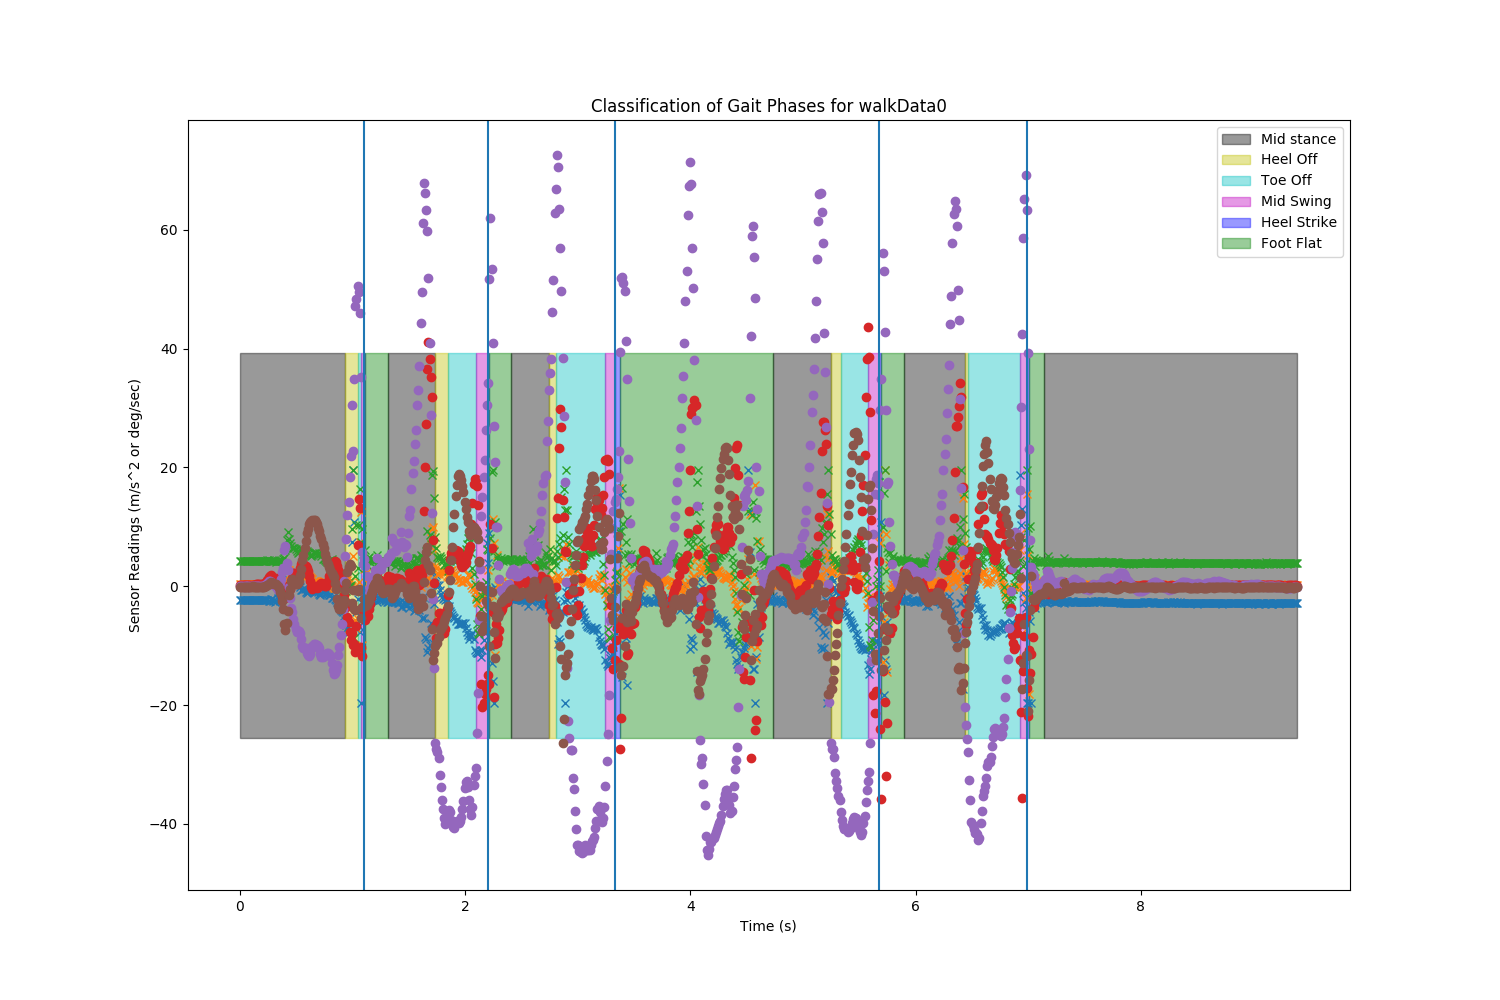 Classification of Gait Phases for walkData0
Mid stance
Heel Off
Toe Off
Mid Swing
Heel Strike
Foot Flat
60
40
20
0
−20
−40
Sensor Readings (m/s^2 or deg/sec)
0 2 4 6 8
Time (s)